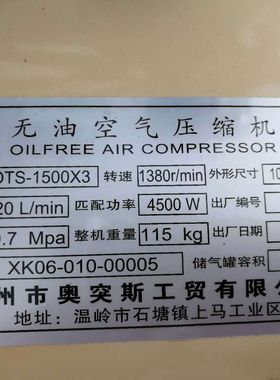 无油空气压缩机
OILFREE AIR COMPRESSOR
OTS-1500X3 转速 1380r/min 外形尺寸 10
20 L/min 匹配功率 4500 W 出厂编号
0.7 Mpa 整机重量 115 kg 出厂日期
XK06-010-00005 储气罐容积
州市奥突斯工贸有限公
地址：温岭市石塘镇上马工业区